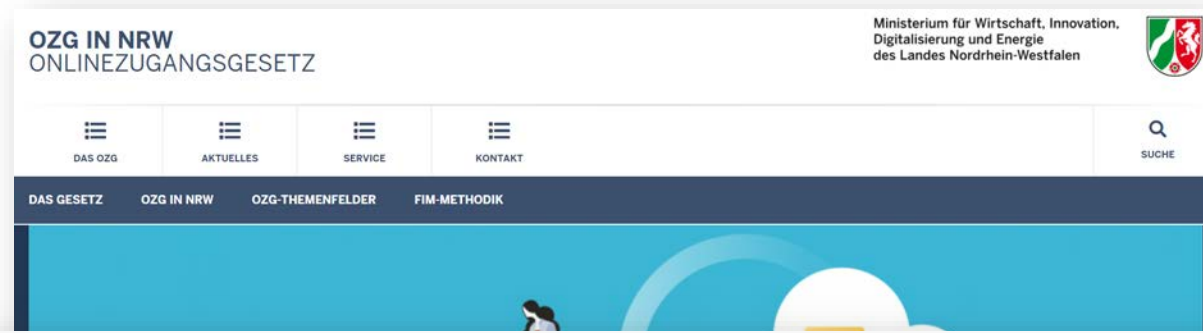 OZG IN NRW
ONLINEZUGANGSGESETZ
Ministerium für Wirtschaft, Innovation,
Digitalisierung und Energie
des Landes Nordrhein-Westfalen
DAS OZG AKTUELLES SERVICE KONTAKT SUCHE
DAS GESETZ OZG IN NRW OZG-THEMENFELDER FIM-METHODIK